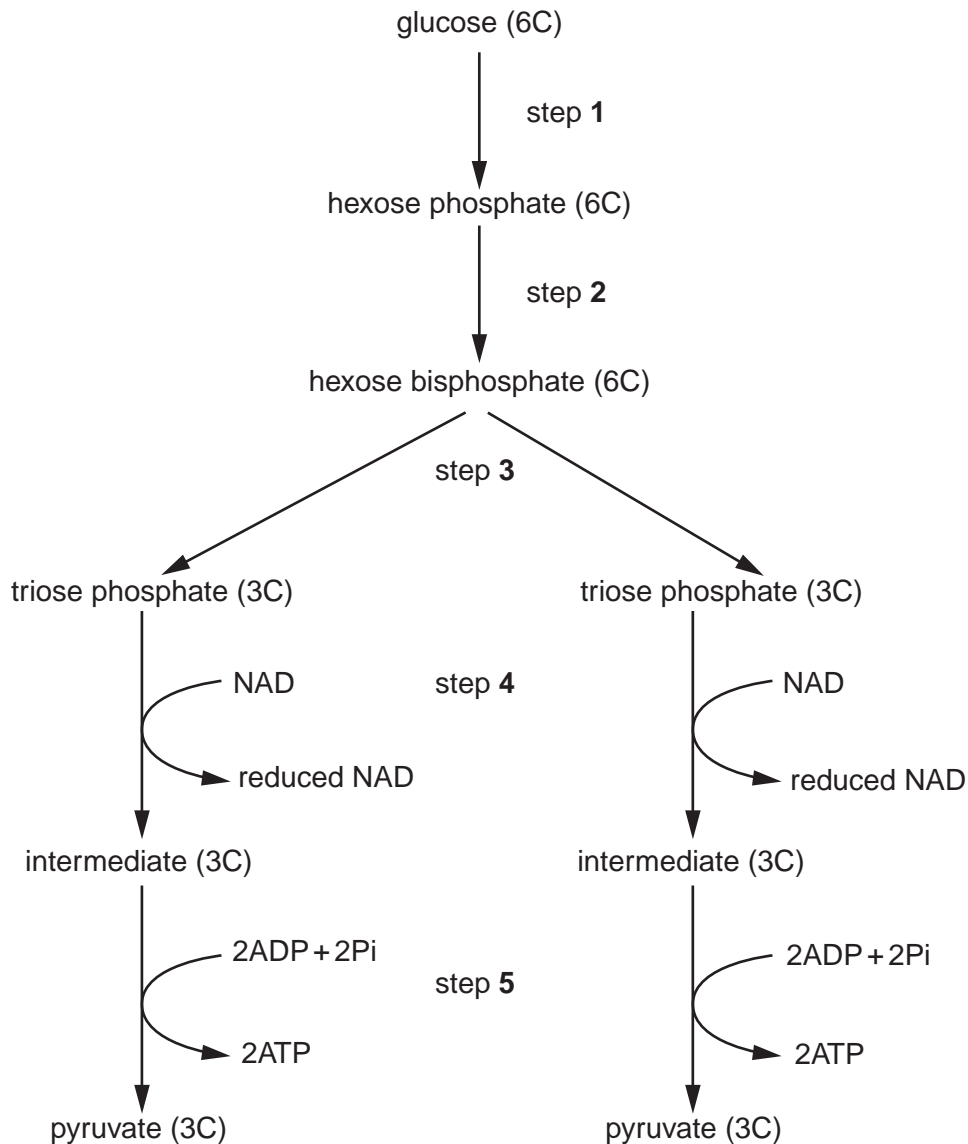 glucose (6C)
step 1
hexose phosphate (6C)
step 2
hexose bisphosphate (6C)
step 3
triose phosphate (3C) triose phosphate (3C)
NAD step 4 NAD
reduced NAD reduced NAD
intermediate (3C) intermediate (3C)
2ADP + 2Pi 2ADP + 2Pi
step 5
2ATP 2ATP
pyruvate (3C) pyruvate (3C)